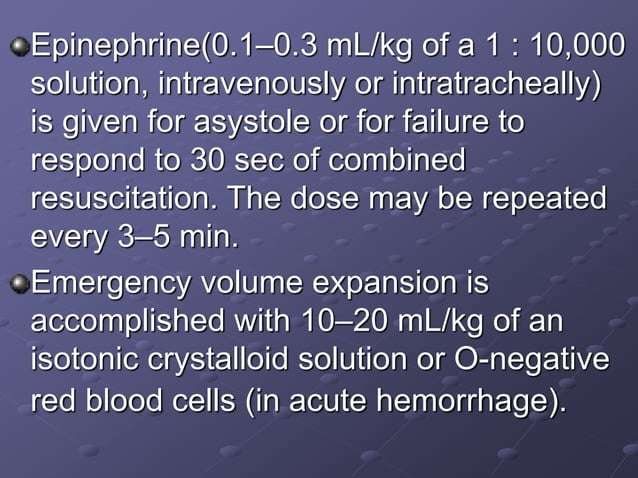 Epinephrine(0.1–0.3 mL/kg of a 1 : 10,000
solution, intravenously or intratracheally)
is given for asystole or for failure to
respond to 30 sec of combined
resuscitation. The dose may be repeated
every 3–5 min.
Emergency volume expansion is
accomplished with 10–20 mL/kg of an
isotonic crystalloid solution or O-negative
red blood cells (in acute hemorrhage).